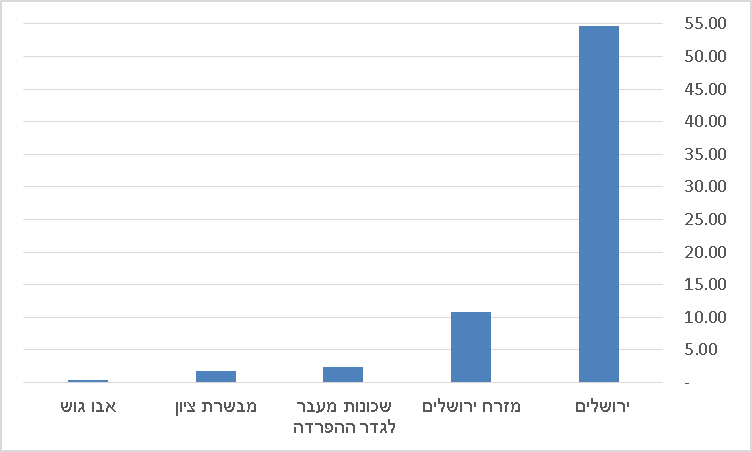 55.00
50.00
45.00
40.00
35.00
30.00
25.00
20.00
15.00
10.00
5.00
-
ירושלים
מזרח ירושלים
שכונות מעבר
לגדר ההפרדה
מבשרת ציון
אבו גוש